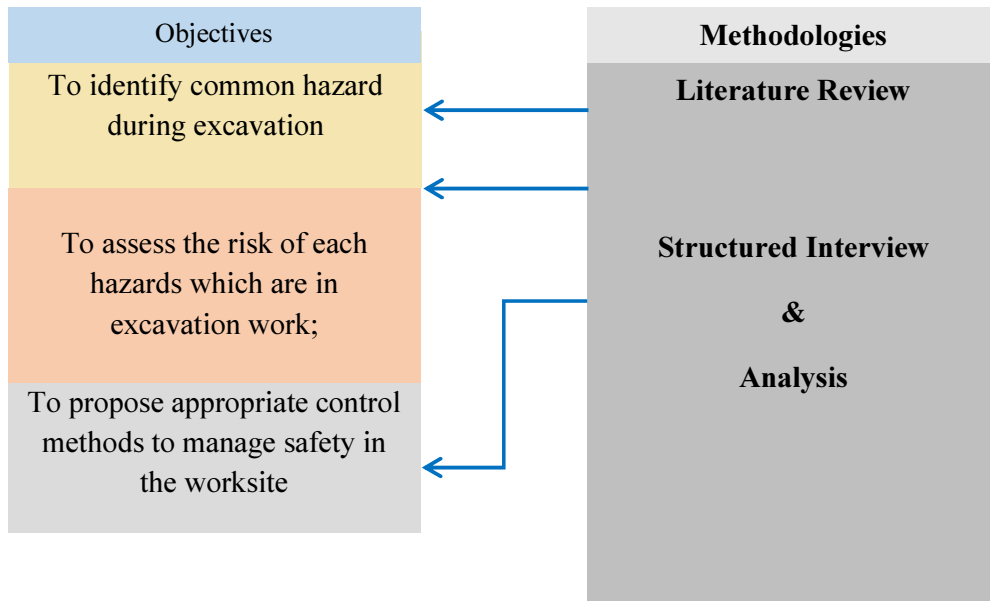 Objectives
To identify common hazard
during excavation
To assess the risk of each
hazards which are in
excavation work;
To propose appropriate control
methods to manage safety in
the worksite
Methodologies
Literature Review
Structured Interview
&
Analysis